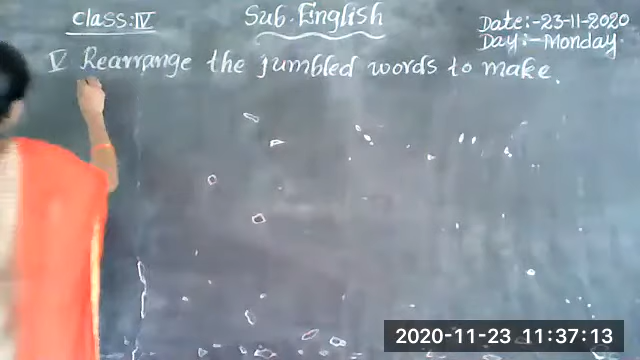 Class:IV
Sub. English
Date:-23-11-2020
Day:-Monday
V Rearrange the jumbled words to make.
2020-11-23 11:37:13